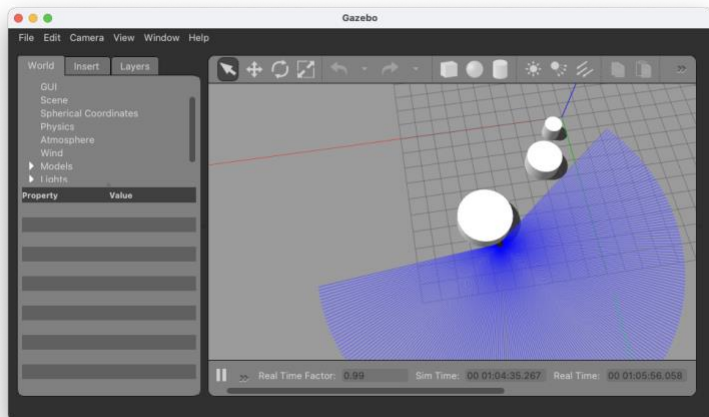 Gazebo
File Edit Camera View Window Help
World Insert Layers
GUI
Scene
Spherical Coordinates
Physics
Atmosphere
Wind
Models
Lights
Property Value
Real Time Factor: 0.99 Sim Time: 00 01:04:35.267 Real Time: 00 01:05:56.058